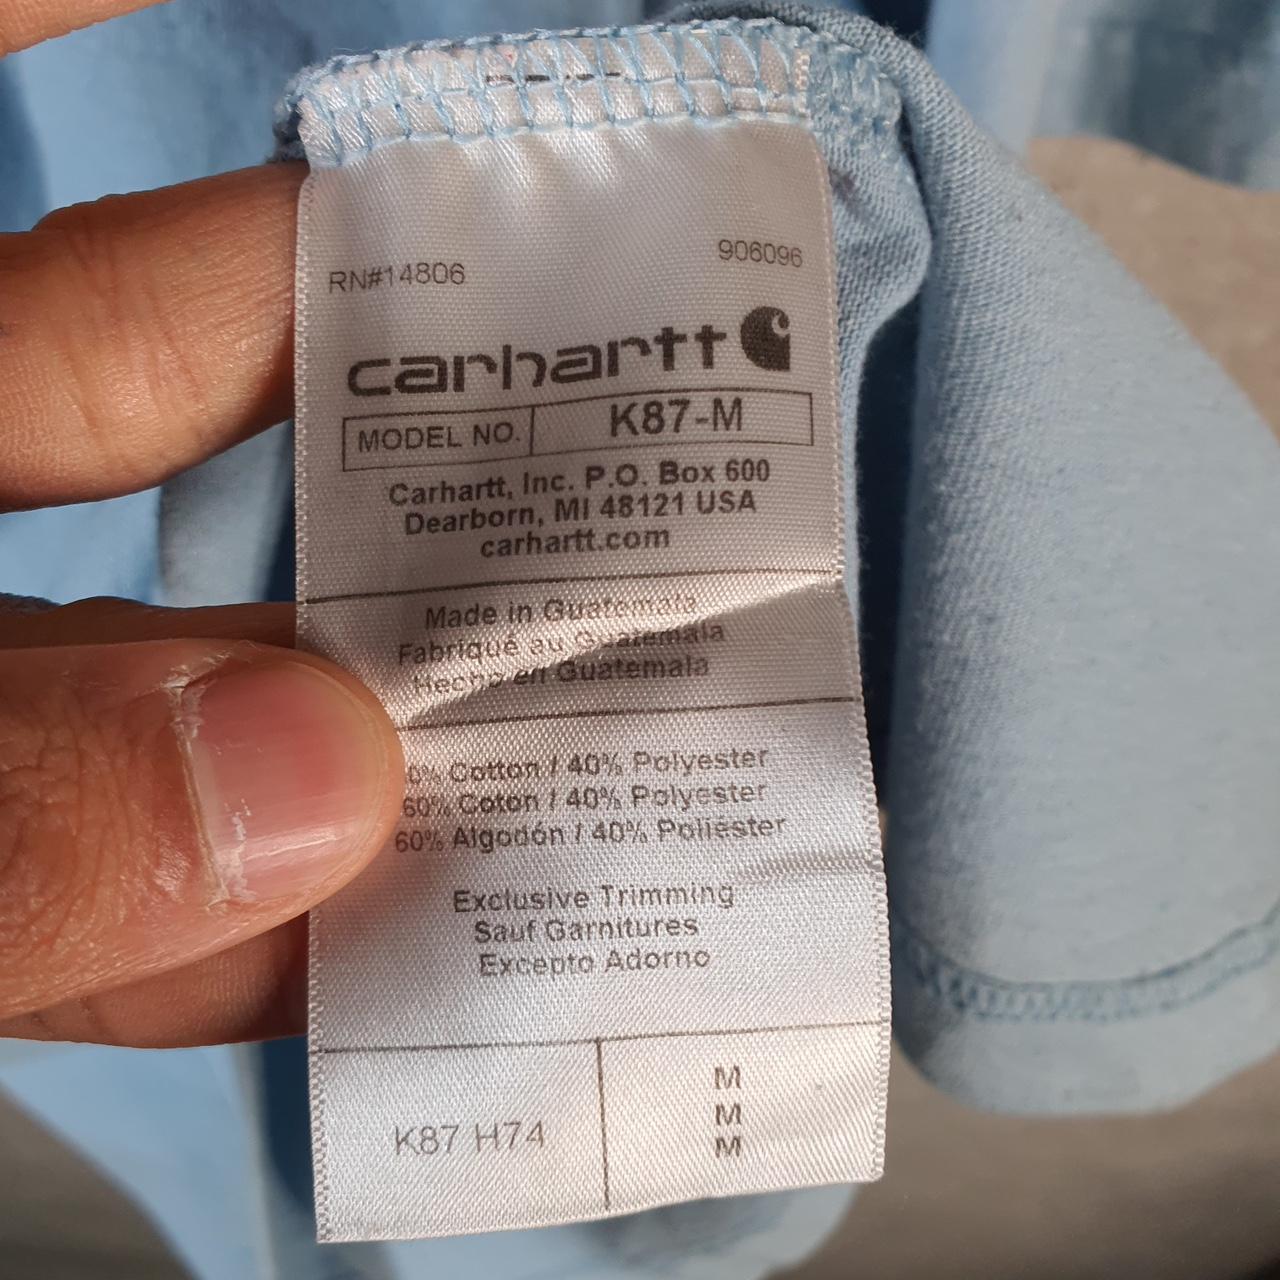 RN#14806
906096
carhartt
MODEL NO. K87-M
Carhartt, Inc. P.O. Box 600
Dearborn, MI 48121 USA
carhartt.com
Made in Guatemala
Fabriqué au Guatemala
Hecho en Guatemala
0% Cotton / 40% Polyester
60% Coton / 40% Polyester
60% Algodón / 40% Poliéster
Exclusive Trimming
Sauf Garnitures
Excepto Adorno
K87 H74
M
M
M